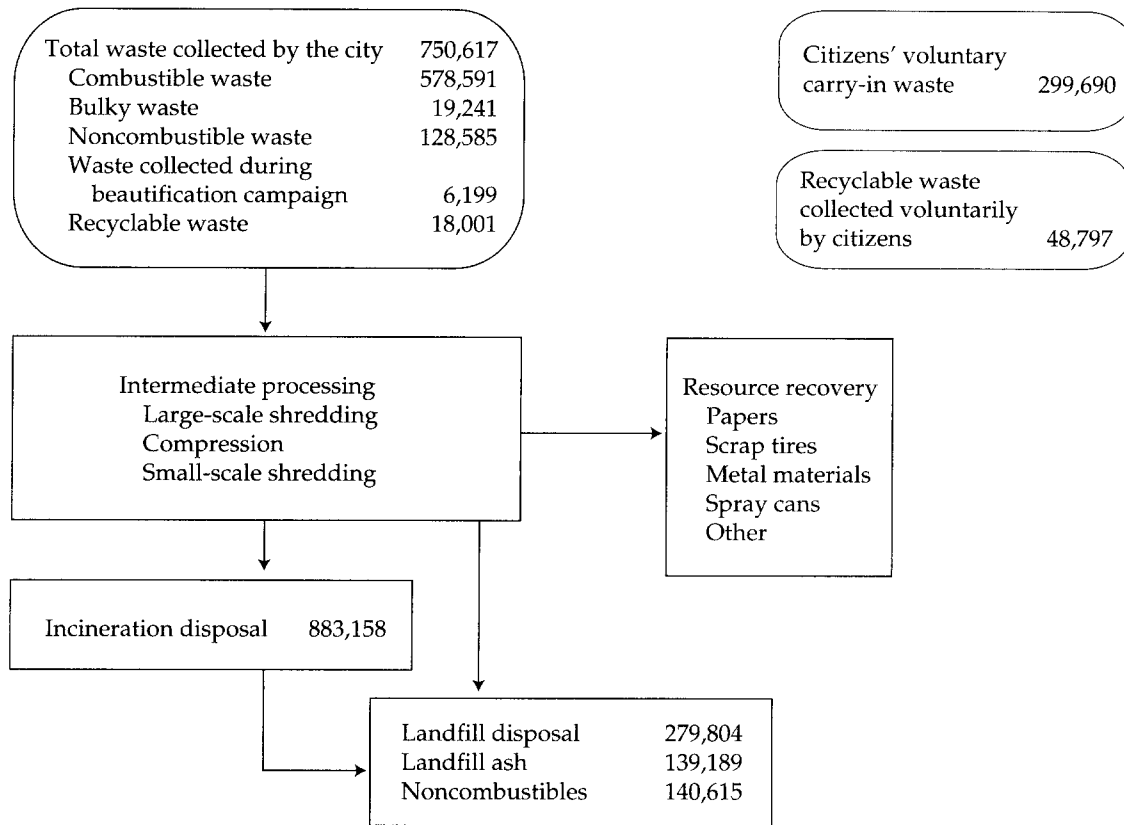 Total waste collected by the city 750,617
Combustible waste 578,591
Bulky waste 19,241
Noncombustible waste 128,585
Waste collected during
beautification campaign 6,199
Recyclable waste 18,001
Citizens' voluntary
carry-in waste 299,690
Recyclable waste
collected voluntarily
by citizens 48,797
Intermediate processing
Large-scale shredding
Compression
Small-scale shredding
Resource recovery
Papers
Scrap tires
Metal materials
Spray cans
Other
Incineration disposal 883,158
Landfill disposal 279,804
Landfill ash 139,189
Noncombustibles 140,615